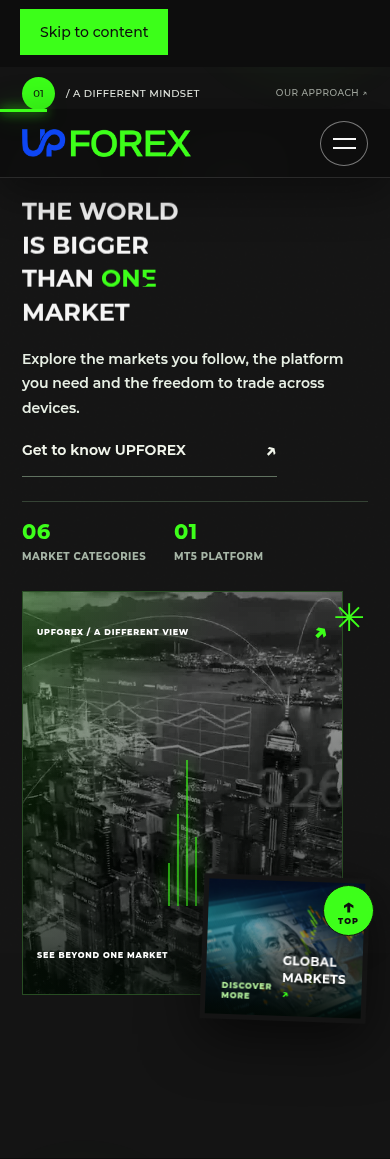 Skip to content
01
/ A DIFFERENT MINDSET
OUR APPROACH ↗
UPFOREX
THE WORLD
IS BIGGER
THAN ONE
MARKET
Explore the markets you follow, the platform
you need and the freedom to trade across
devices.
Get to know UPFOREX ↗
06
MARKET CATEGORIES
01
MT5 PLATFORM
UPFOREX / A DIFFERENT VIEW
SEE BEYOND ONE MARKET
GLOBAL
MARKETS
DISCOVER
MORE ↗
TOP